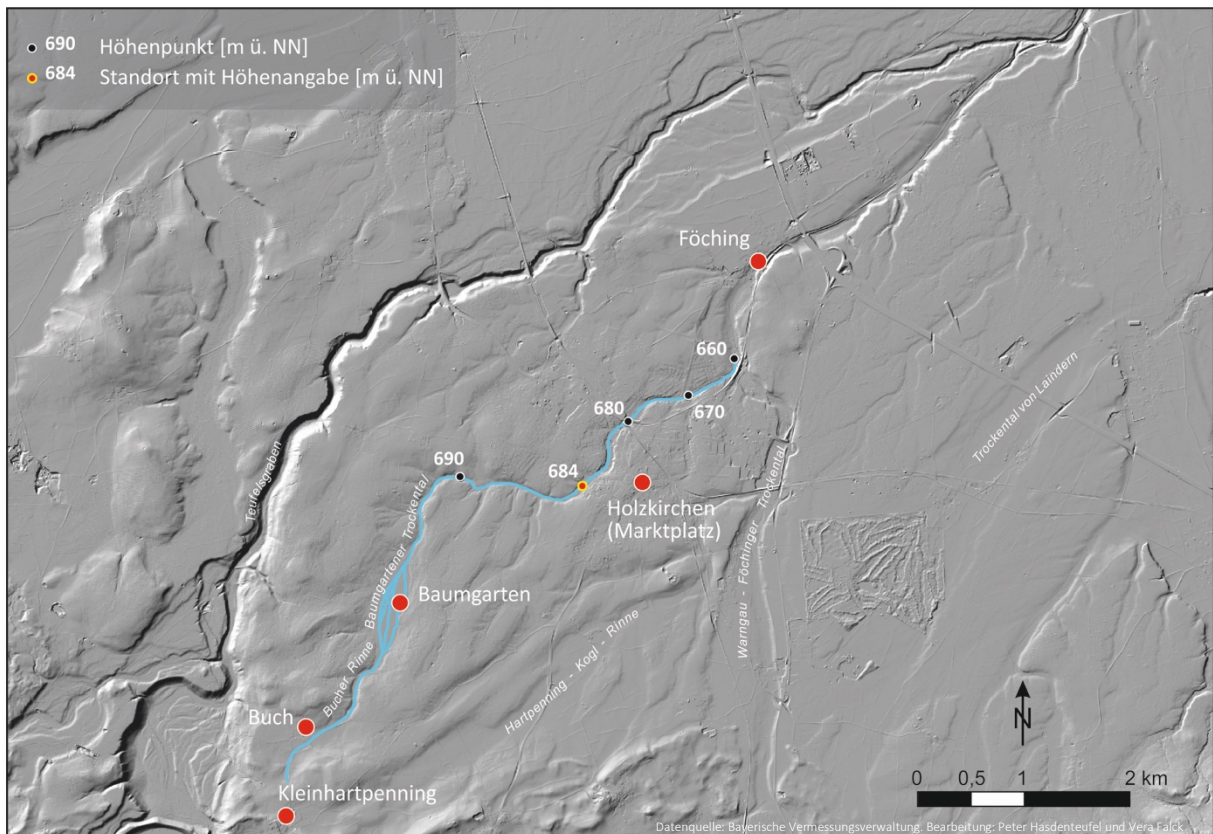 690 Höhenpunkt [m ü. NN]
684 Standort mit Höhenangabe [m ü. NN]
Föching
660
670
680
690
684
Teufelsgraben
Holzkirchen
(Marktplatz)
Trockental von Laindern
Baumgartener Trockental
Baumgarten
Warngau - Föchinger Trockental
Hartpenning - Kogl - Rinne
Bucher Rinne
Buch
N
Kleinhartpenning
0 0,5 1 2 km
Datenquelle: Bayerische Vermessungsverwaltung. Bearbeitung: Peter Hasdenteufel und Vera Falck